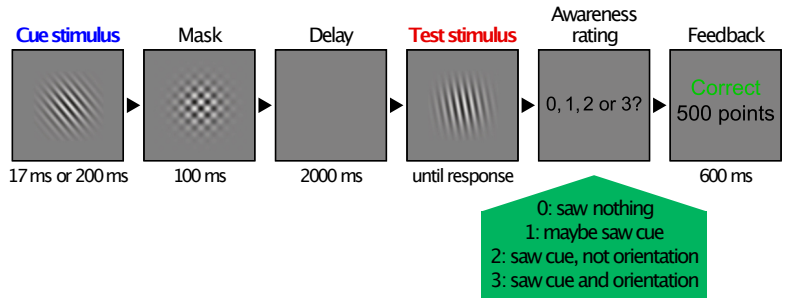 Cue stimulus
Mask
Delay
Test stimulus
Awareness
rating
Feedback
0, 1, 2 or 3?
Correct
500 points
17 ms or 200 ms
100 ms
2000 ms
until response
600 ms
0: saw nothing
1: maybe saw cue
2: saw cue, not orientation
3: saw cue and orientation